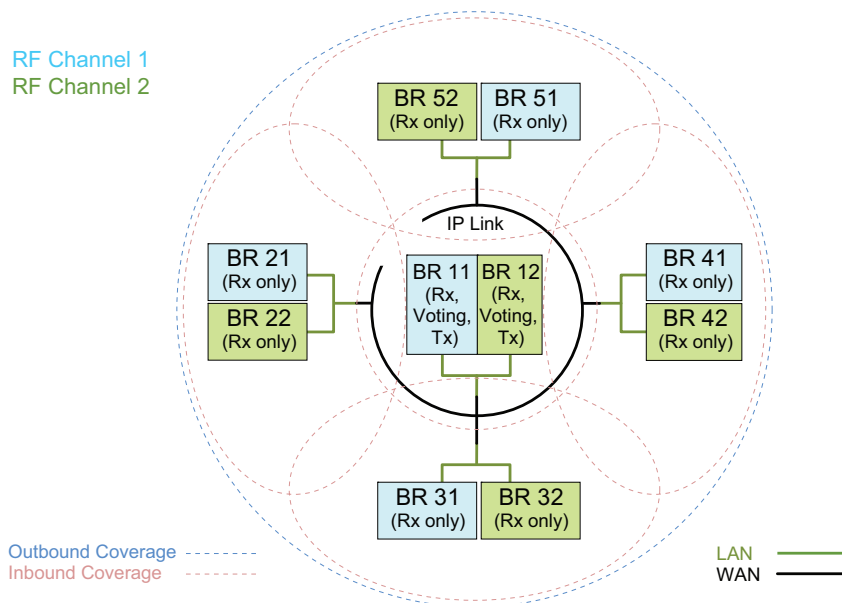 RF Channel 1
RF Channel 2
BR 52
(Rx only)
BR 51
(Rx only)
IP Link
BR 21
(Rx only)
BR 22
(Rx only)
BR 11
(Rx,
Voting,
Tx)
BR 12
(Rx,
Voting,
Tx)
BR 41
(Rx only)
BR 42
(Rx only)
BR 31
(Rx only)
BR 32
(Rx only)
Outbound Coverage
Inbound Coverage
LAN
WAN